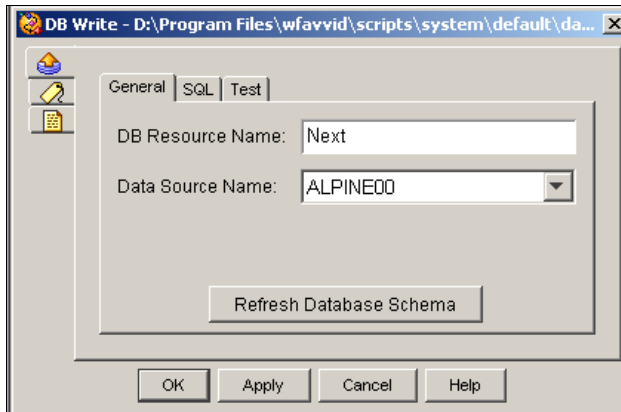 DB Write - D:\Program Files\wfavvid\scripts\system\default\da...
General SQL Test
DB Resource Name: Next
Data Source Name: ALPINE00
Refresh Database Schema
OK Apply Cancel Help